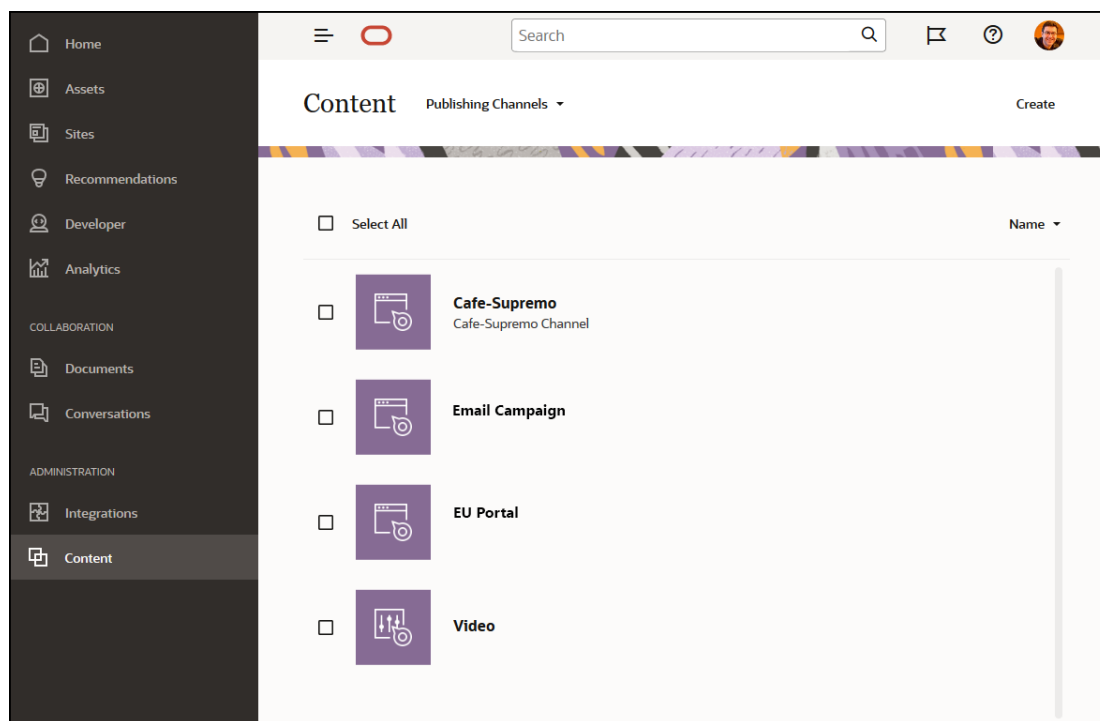 Home
Assets
Sites
Recommendations
Developer
Analytics
COLLABORATION
Documents
Conversations
ADMINISTRATION
Integrations
Content
Search
Content Publishing Channels
Create
Select All
Name
Cafe-Supremo
Cafe-Supremo Channel
Email Campaign
EU Portal
Video